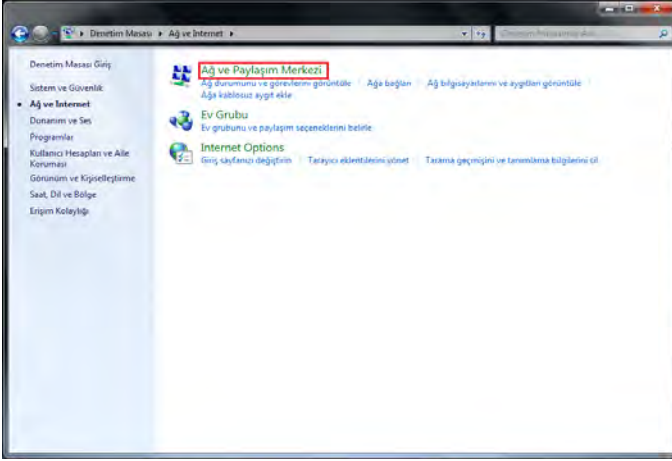 Denetim Masası ▸ Ağ ve Internet ▸
Denetim Masası Giriş
Sistem ve Güvenlik
Ağ ve Internet
Donanım ve Ses
Programlar
Kullanıcı Hesapları ve Aile
Koruması
Görünüm ve Kişiselleştirme
Saat, Dil ve Bölge
Erişim Kolaylığı
Ağ ve Paylaşım Merkezi
Ağ durumunu ve görevlerini görüntüle Ağa bağlan Ağ bilgisayarlarını ve aygıtları görüntüle
Ağa kablosuz aygıt ekle
Ev Grubu
Ev grubunu ve paylaşım seçeneklerini belirle
Internet Options
Giriş sayfanızı değiştirin Tarayıcı eklentilerini yönet Tarama geçmişini ve tanımlama bilgilerini sil